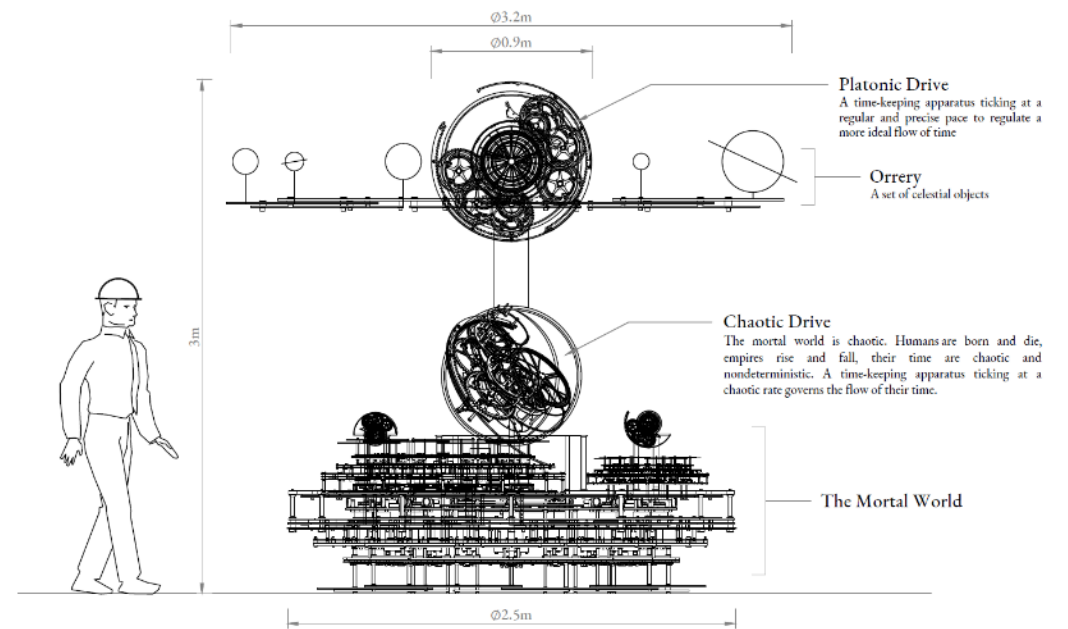 Ø3.2m
Ø0.9m
Platonic Drive
A time-keeping apparatus ticking at a
regular and precise pace to regulate a
more ideal flow of time
Orrery
A set of celestial objects
3m
Chaotic Drive
The mortal world is chaotic. Humans are born and die,
empires rise and fall, their time are chaotic and
nondeterministic. A time-keeping apparatus ticking at a
chaotic rate governs the flow of their time.
The Mortal World
Ø2.5m